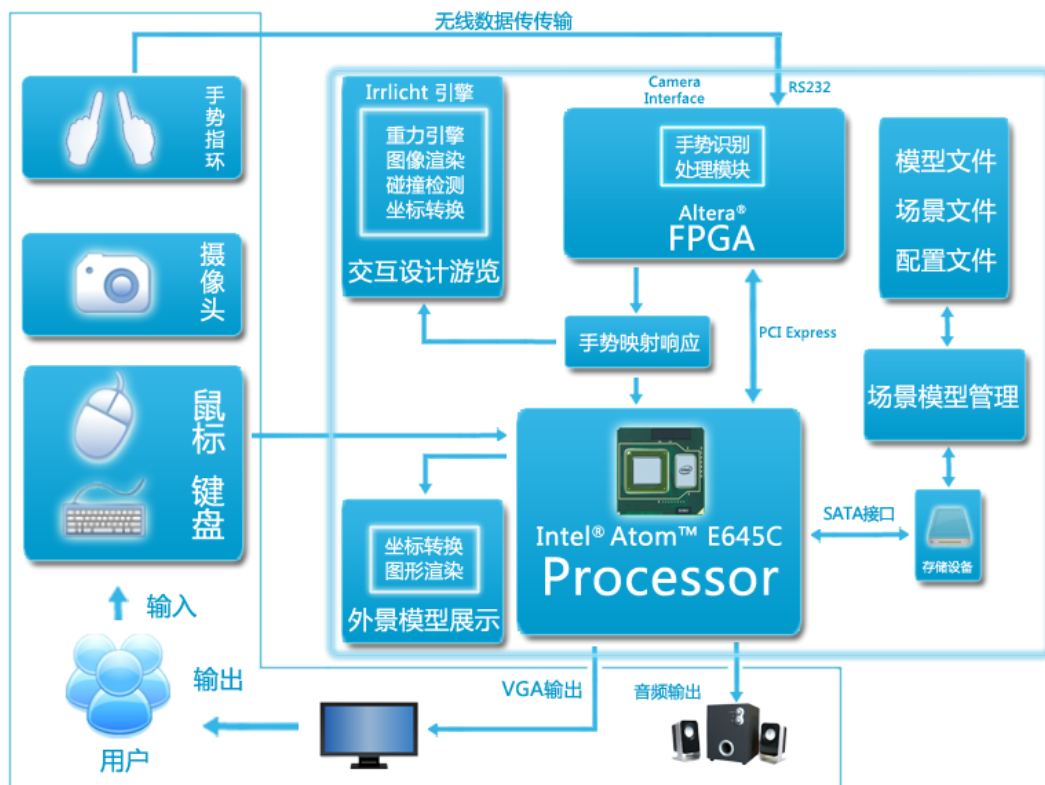 无线数据传传输
手势指环
摄像头
鼠标
键盘
输入
输出
用户
Irrlicht 引擎
重力引擎
图像渲染
碰撞检测
坐标转换
交互设计游览
Camera
Interface
RS232
手势识别
处理模块
Altera®
FPGA
手势映射响应
PCI Express
模型文件
场景文件
配置文件
场景模型管理
SATA接口
存储设备
Intel® Atom™ E645C
Processor
坐标转换
图形渲染
外景模型展示
VGA输出
音频输出